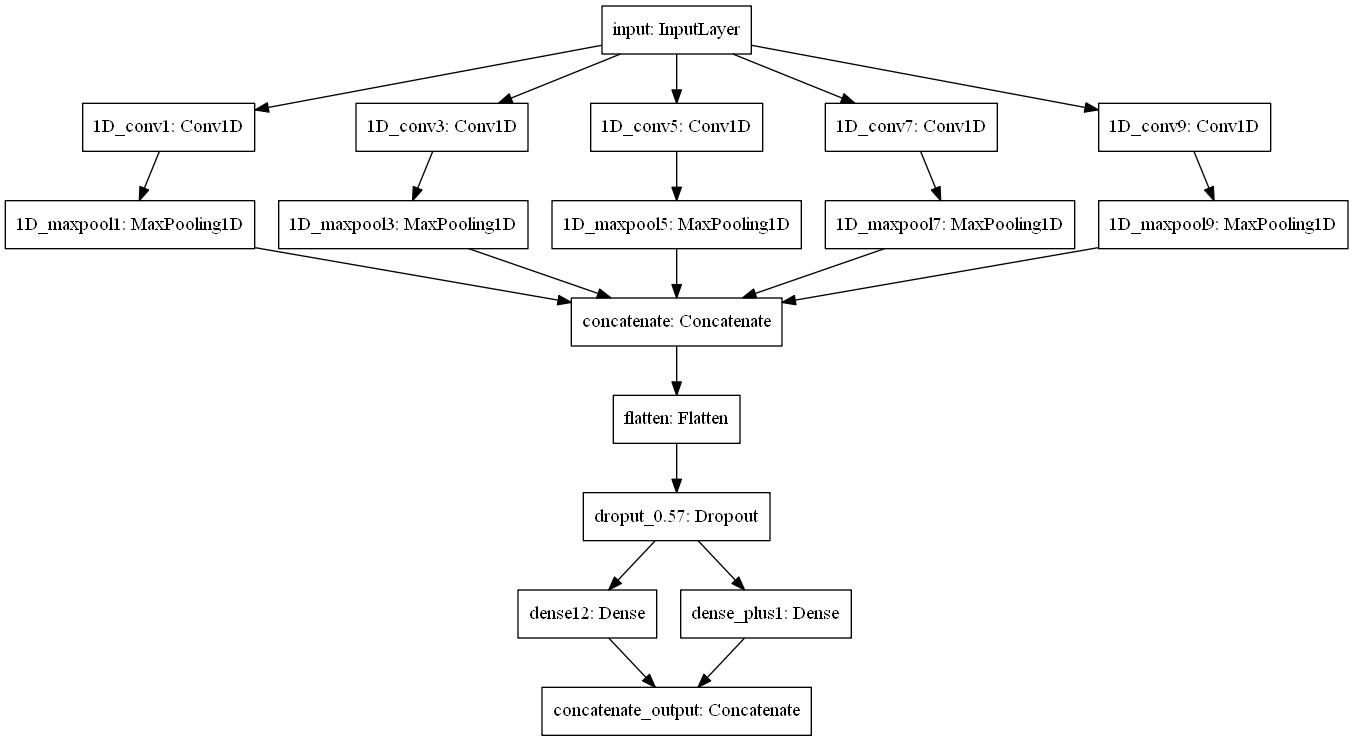 input: InputLayer
1D_conv1: Conv1D
1D_conv3: Conv1D
1D_conv5: Conv1D
1D_conv7: Conv1D
1D_conv9: Conv1D
1D_maxpool1: MaxPooling1D
1D_maxpool3: MaxPooling1D
1D_maxpool5: MaxPooling1D
1D_maxpool7: MaxPooling1D
1D_maxpool9: MaxPooling1D
concatenate: Concatenate
flatten: Flatten
droput_0.57: Dropout
dense12: Dense
dense_plus1: Dense
concatenate_output: Concatenate